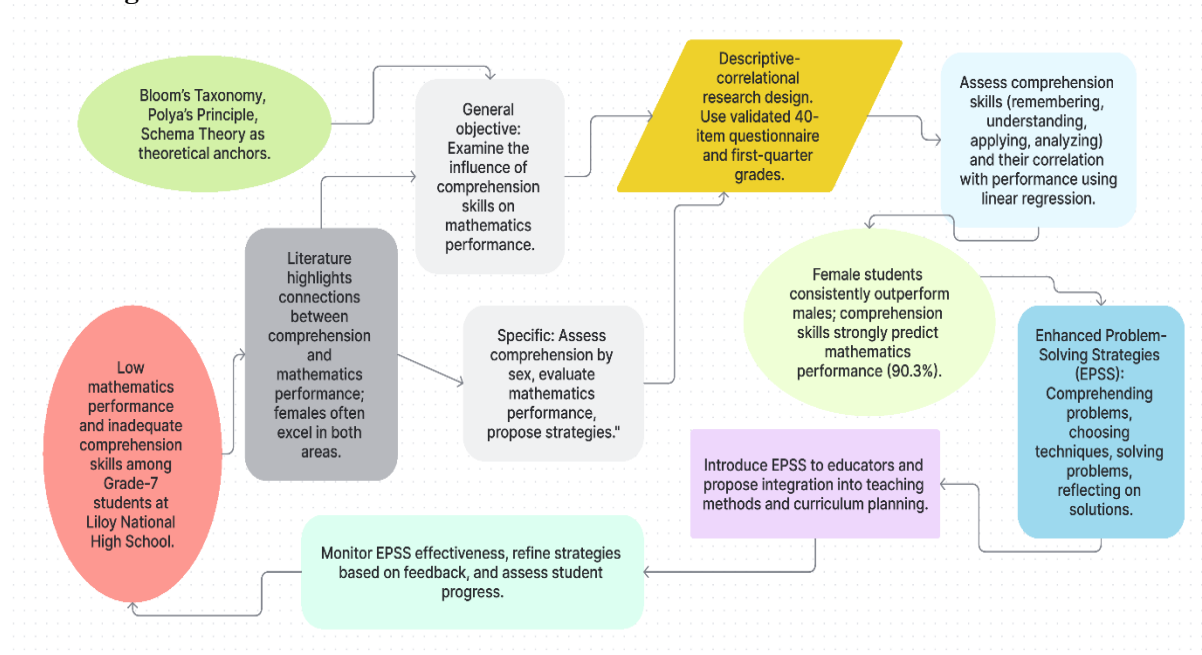 Bloom's Taxonomy,
Polya's Principle,
Schema Theory as
theoretical anchors.
General
objective:
Examine the
influence of
comprehension
skills on
mathematics
performance.
Descriptive-
correlational
research design.
Use validated 40-
item questionnaire
and first-quarter
grades.
Assess comprehension
skills (remembering,
understanding,
applying, analyzing)
and their correlation
with performance using
linear regression.
Literature
highlights
connections
between
comprehension
and
mathematics
performance;
females often
excel in both
areas.
Low
mathematics
performance
and inadequate
comprehension
skills among
Grade-7
students at
Liloy National
High School.
Specific: Assess
comprehension by
sex, evaluate
mathematics
performance,
propose strategies."
Female students
consistently outperform
males; comprehension
skills strongly predict
mathematics
performance (90.3%).
Enhanced Problem-
Solving Strategies
(EPSS):
Comprehending
problems,
choosing
techniques, solving
problems,
reflecting on
solutions.
Introduce EPSS to educators and
propose integration into teaching
methods and curriculum planning.
Monitor EPSS effectiveness, refine strategies
based on feedback, and assess student
progress.